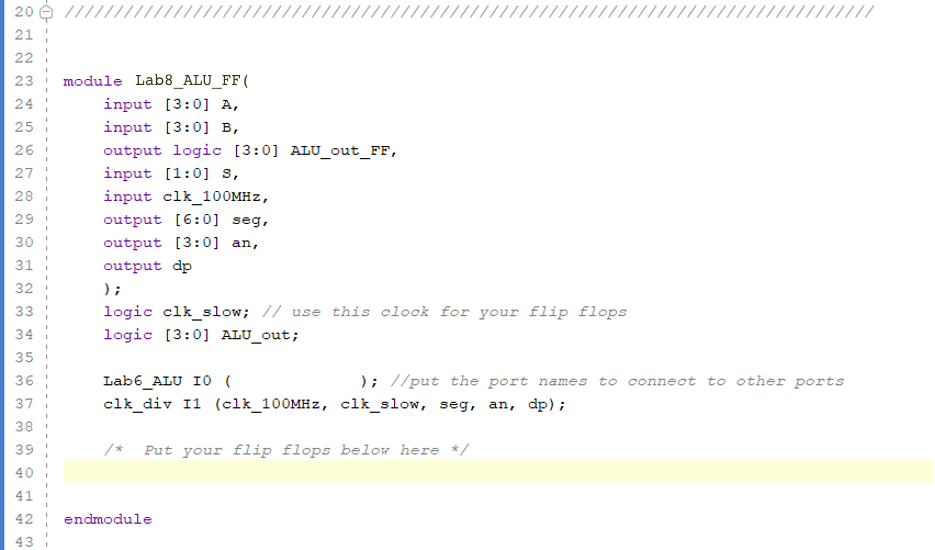 20 //////////////////////////////////////////////////////////////////////////////////
21
22
23 module Lab8_ALU_FF(
24 input [3:0] A,
25 input [3:0] B,
26 output logic [3:0] ALU_out_FF,
27 input [1:0] S,
28 input clk_100MHz,
29 output [6:0] seg,
30 output [3:0] an,
31 output dp
32 );
33 logic clk_slow; // use this clock for your flip flops
34 logic [3:0] ALU_out;
35
36 Lab6_ALU I0 (             ); //put the port names to connect to other ports
37 clk_div I1 (clk_100MHz, clk_slow, seg, an, dp);
38
39 /*  Put your flip flops below here */
40
41
42 endmodule
43